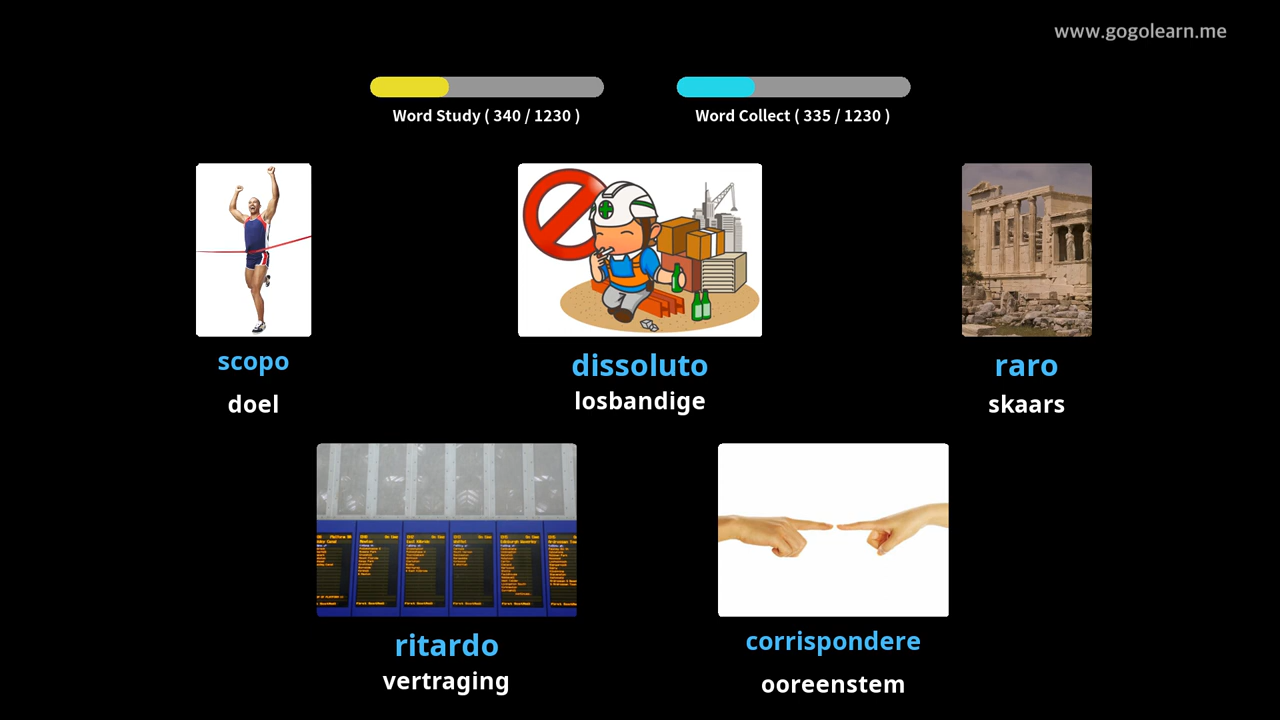 www.gogolearn.me
Word Study ( 340 / 1230 )
Word Collect ( 335 / 1230 )
scopo
doel
dissoluto
losbandige
raro
skaars
ritardo
vertraging
corrispondere
ooreenstem